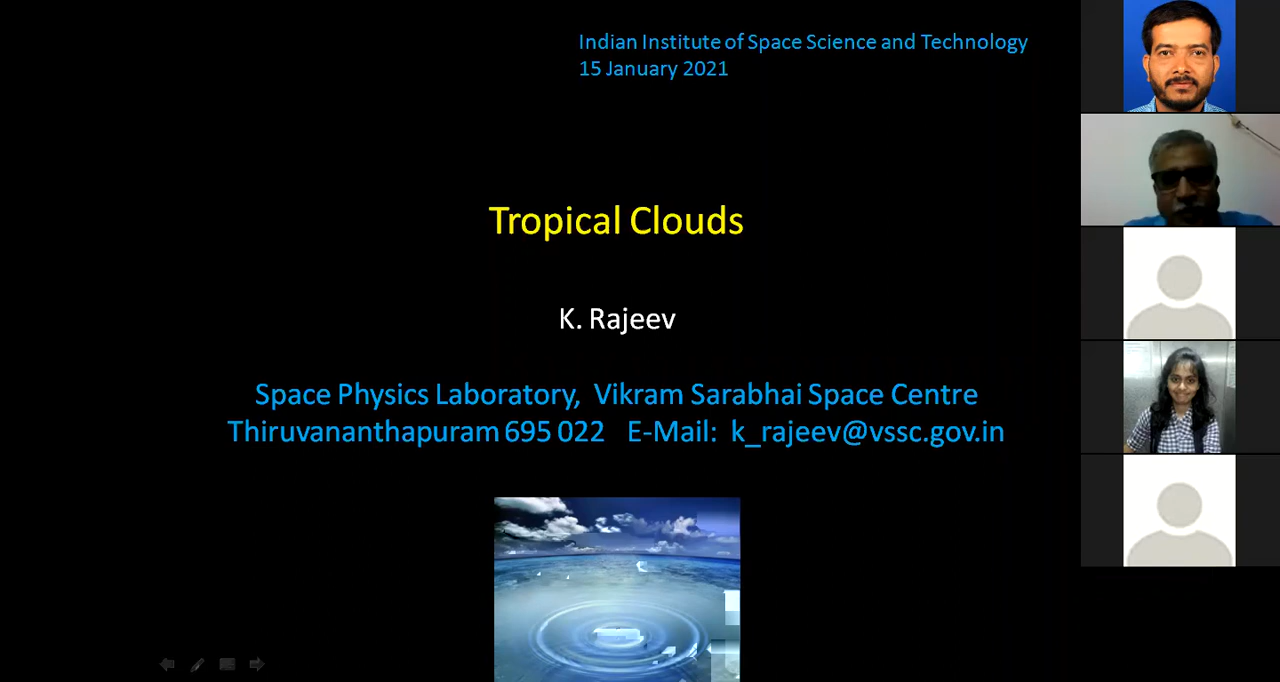 Indian Institute of Space Science and Technology
15 January 2021
Tropical Clouds
K. Rajeev
Space Physics Laboratory, Vikram Sarabhai Space Centre
Thiruvananthapuram 695 022 E-Mail: k_rajeev@vssc.gov.in